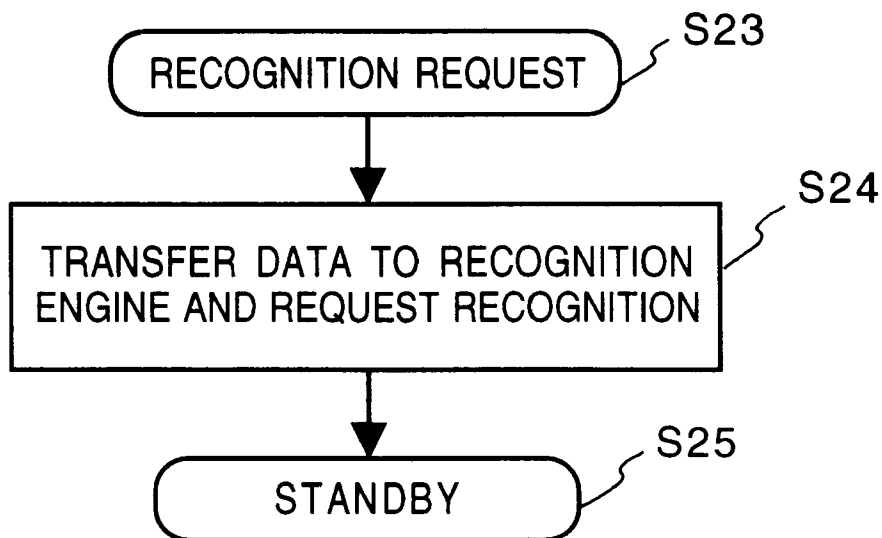 S23
RECOGNITION REQUEST
S24
TRANSFER DATA TO RECOGNITION
ENGINE AND REQUEST RECOGNITION
S25
STANDBY